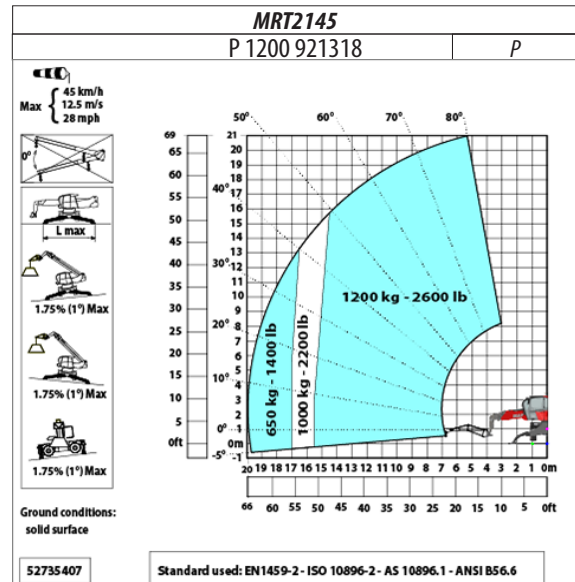 MRT2145
P 1200 921318 P
Max { 45 km/h
12.5 m/s
28 mph
0°
L max
1.75% (1°) Max
1.75% (1°) Max
1.75% (1°) Max
Ground conditions:
solid surface
50° 60° 70° 80°
40°
30°
20°
10°
0°
-5°
69
65
60
55
50
45
40
35
30
25
20
15
10
5
0ft
21
20
19
18
17
16
15
14
13
12
11
10
9
8
7
6
5
4
3
2
1
0m
-1
650 kg - 1400 lb
1000 kg - 2200 lb
1200 kg - 2600 lb
20 19 18 17 16 15 14 13 12 11 10 9 8 7 6 5 4 3 2 1 0m
66 60 55 50 45 40 35 30 25 20 15 10 5 0ft
52735407
Standard used: EN1459-2 - ISO 10896-2 - AS 10896.1 - ANSI B56.6